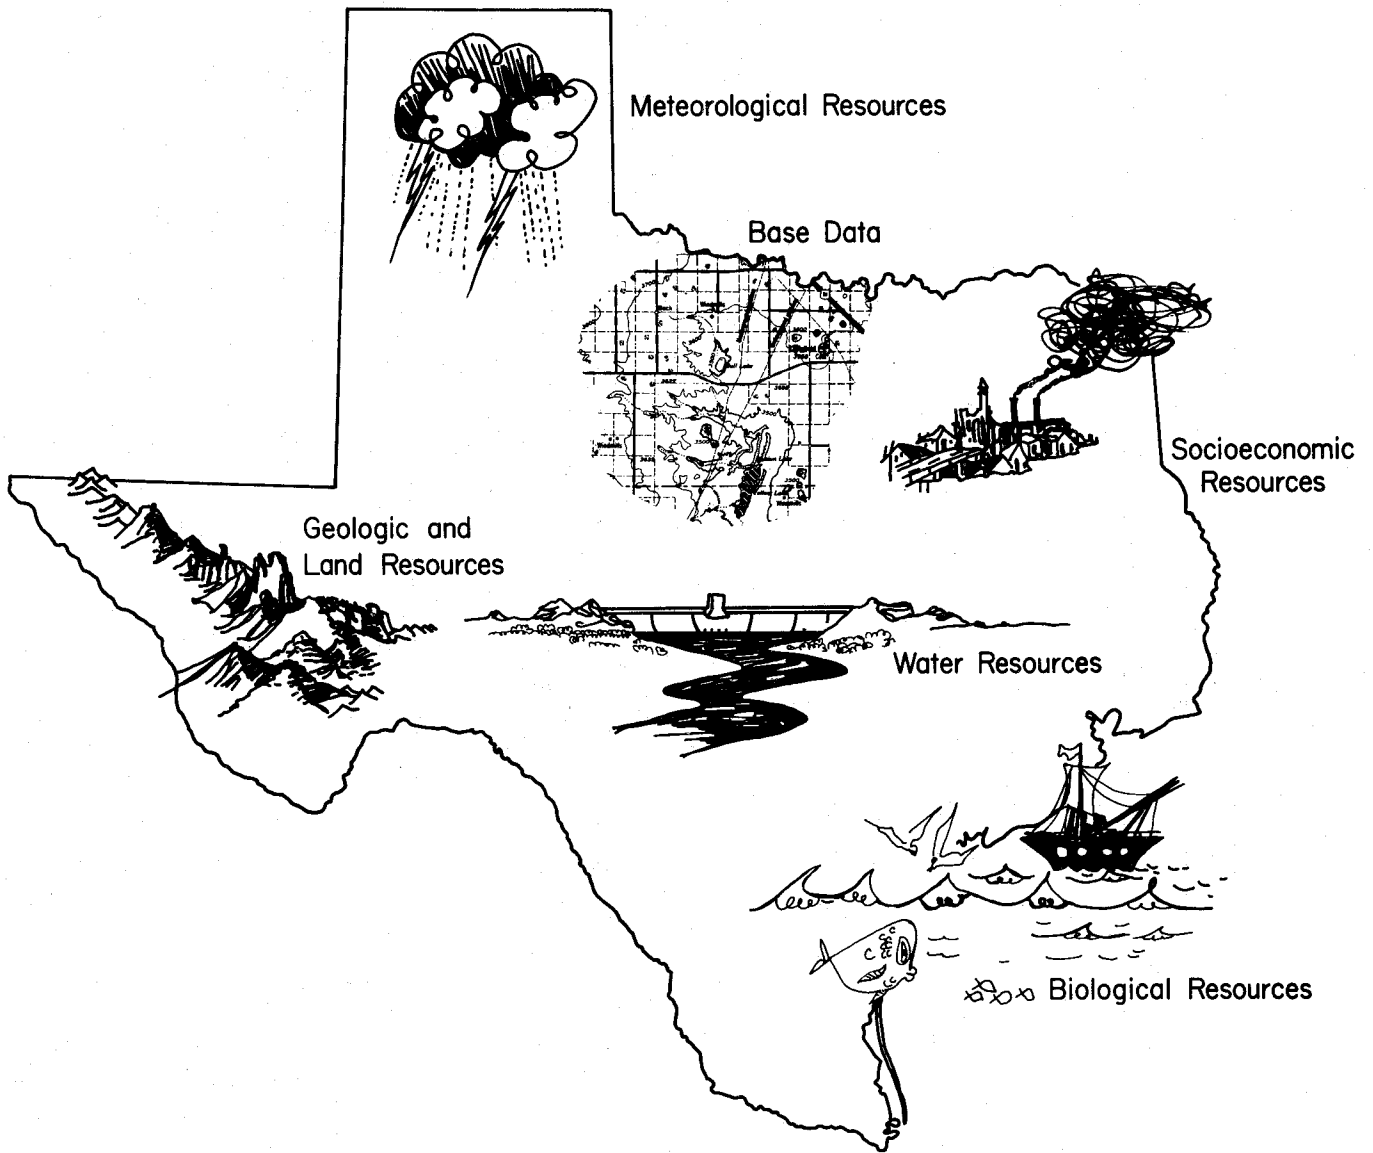 Meteorological Resources
Base Data
Socioeconomic
Resources
Geologic and
Land Resources
Water Resources
Biological Resources